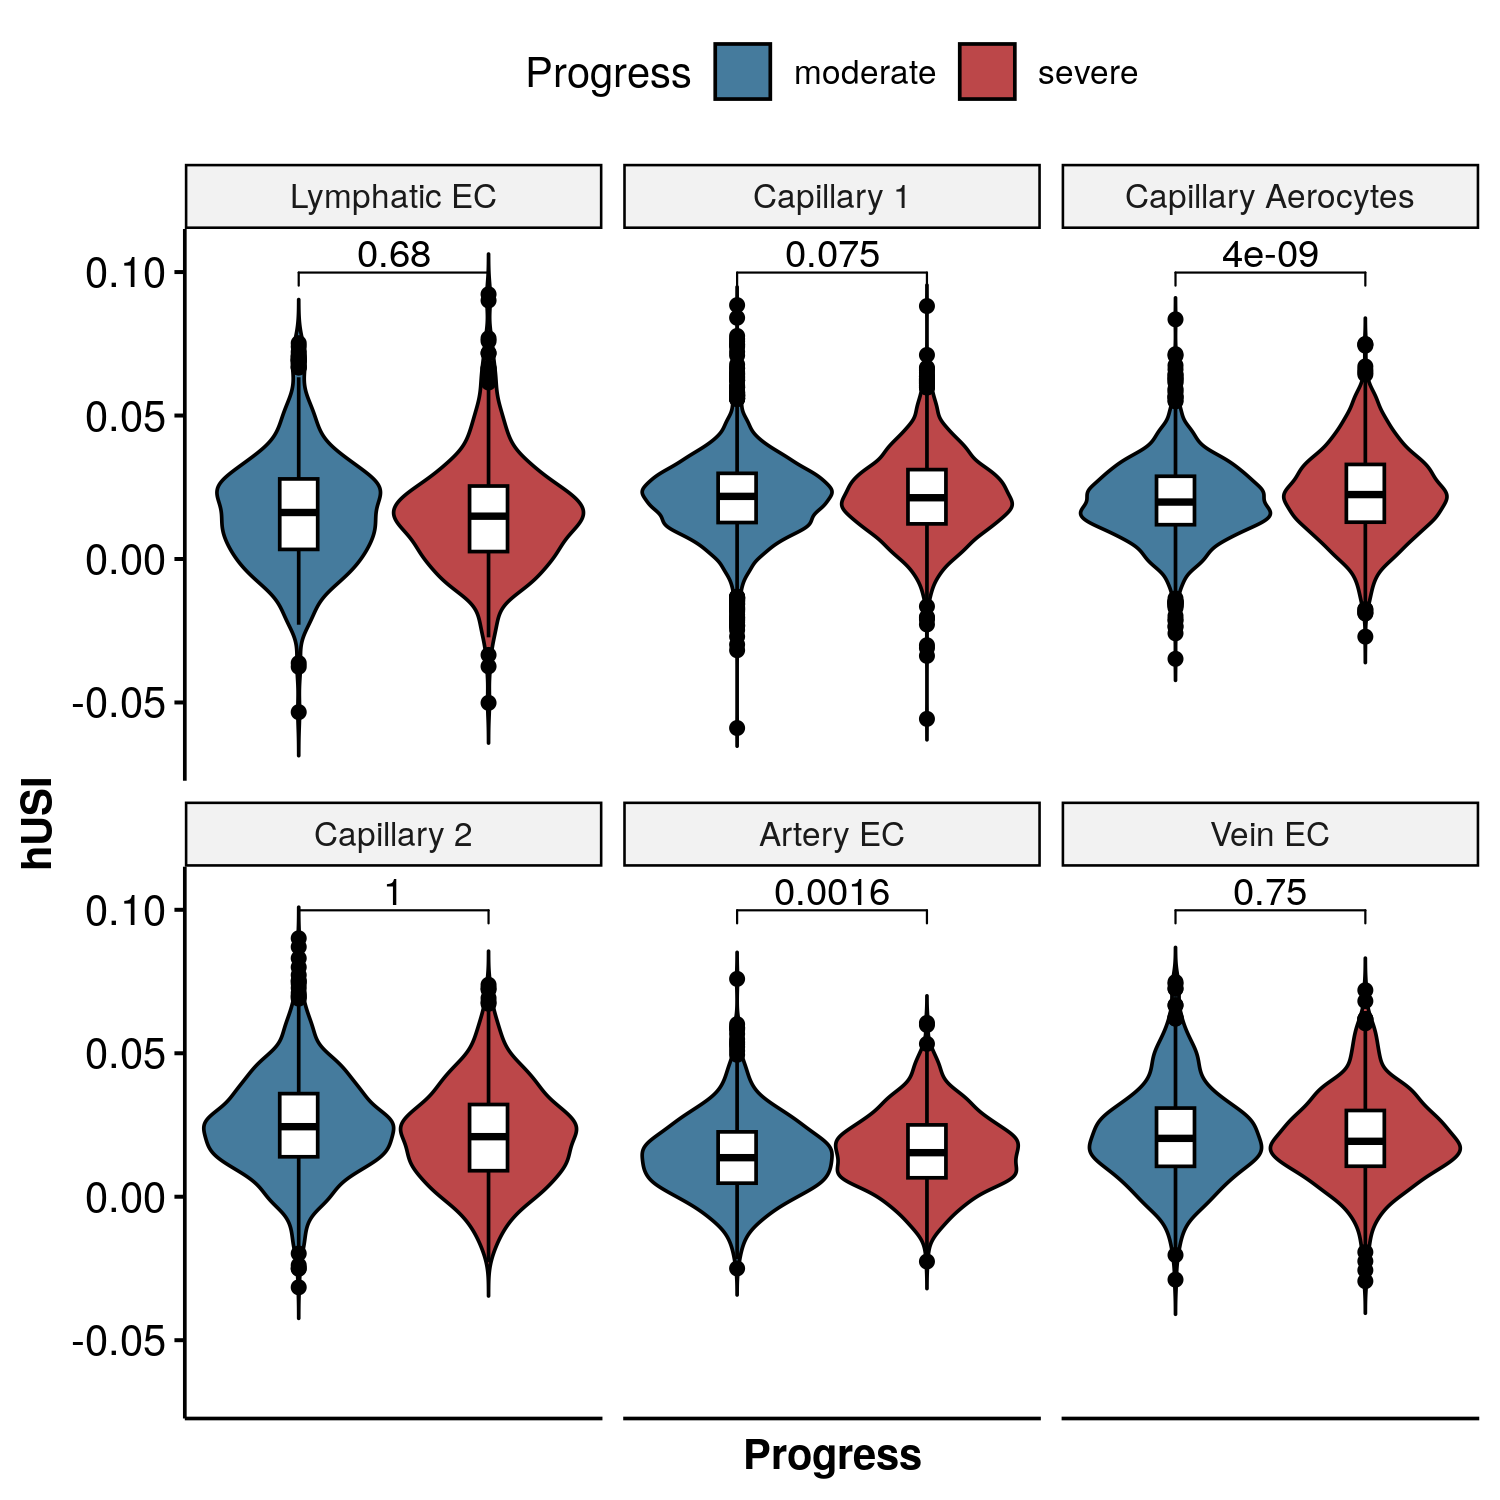 Progress moderate severe
Lymphatic EC Capillary 1 Capillary Aerocytes
0.68 0.075 4e-09
0.10
0.05
0.00
-0.05
hUSI
Capillary 2 Artery EC Vein EC
1 0.0016 0.75
0.10
0.05
0.00
-0.05
Progress